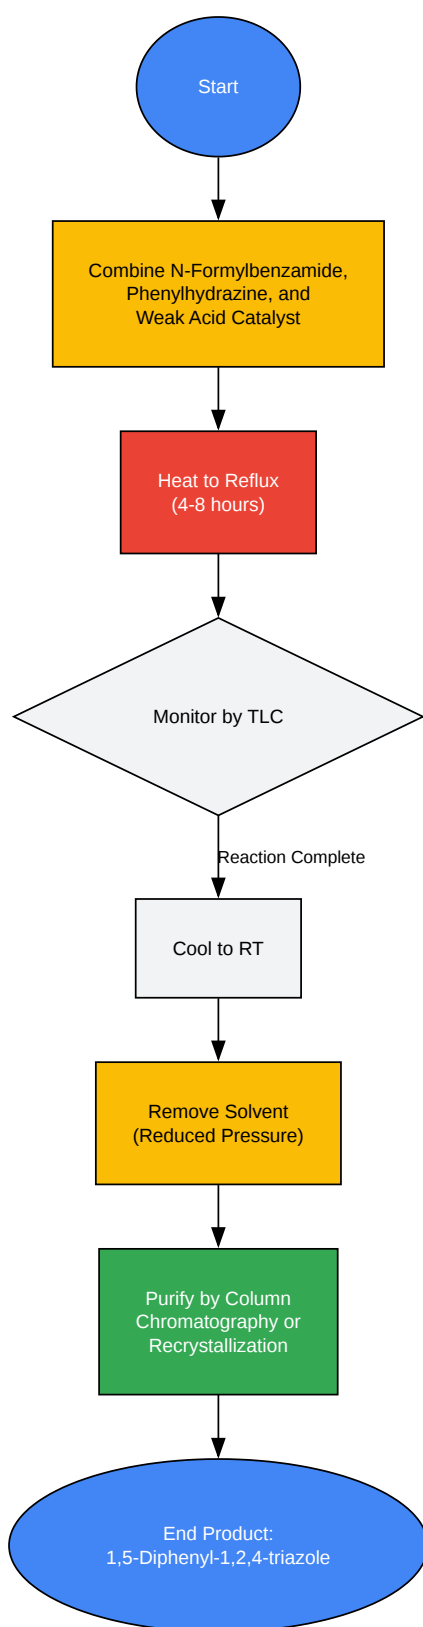 Start
Combine N-Formylbenzamide,
Phenylhydrazine, and
Weak Acid Catalyst
Heat to Reflux
(4-8 hours)
Monitor by TLC
Reaction Complete
Cool to RT
Remove Solvent
(Reduced Pressure)
Purify by Column
Chromatography or
Recrystallization
End Product:
1,5-Diphenyl-1,2,4-triazole